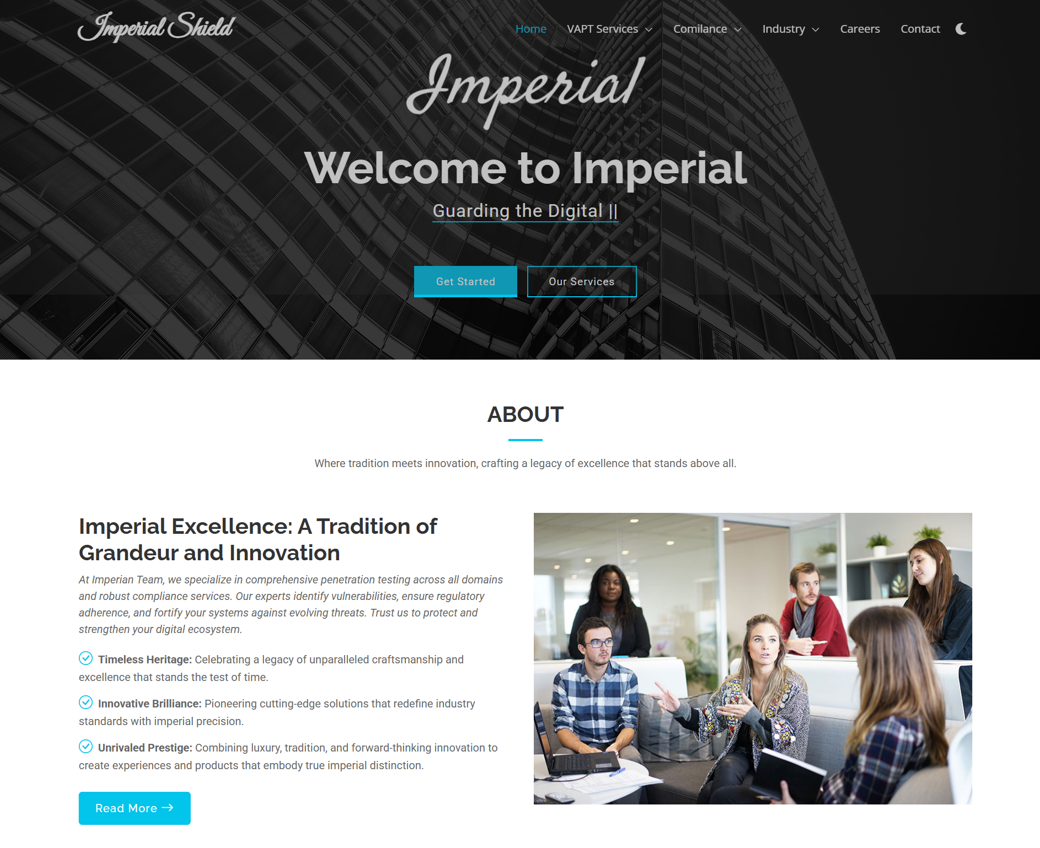 Imperial Shield
Home VAPT Services Comilance Industry Careers Contact
Imperial
Welcome to Imperial
Guarding the Digital ||
Get Started Our Services
ABOUT
Where tradition meets innovation, crafting a legacy of excellence that stands above all.
Imperial Excellence: A Tradition of
Grandeur and Innovation
At Imperian Team, we specialize in comprehensive penetration testing across all domains
and robust compliance services. Our experts identify vulnerabilities, ensure regulatory
adherence, and fortify your systems against evolving threats. Trust us to protect and
strengthen your digital ecosystem.
Timeless Heritage: Celebrating a legacy of unparalleled craftsmanship and
excellence that stands the test of time.
Innovative Brilliance: Pioneering cutting-edge solutions that redefine industry
standards with imperial precision.
Unrivaled Prestige: Combining luxury, tradition, and forward-thinking innovation to
create experiences and products that embody true imperial distinction.
Read More →